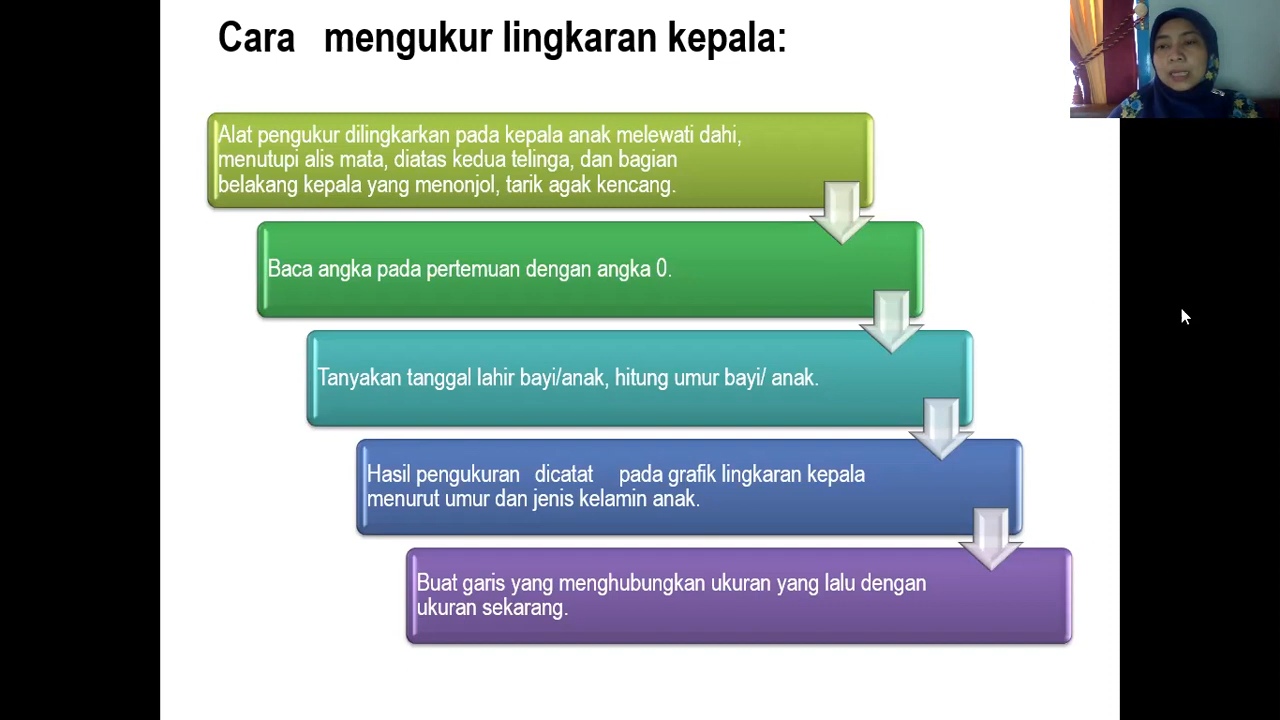 Cara mengukur lingkaran kepala:
Alat pengukur dilingkarkan pada kepala anak melewati dahi,
menutupi alis mata, diatas kedua telinga, dan bagian
belakang kepala yang menonjol, tarik agak kencang.
Baca angka pada pertemuan dengan angka 0.
Tanyakan tanggal lahir bayi/anak, hitung umur bayi/ anak.
Hasil pengukuran dicatat pada grafik lingkaran kepala
menurut umur dan jenis kelamin anak.
Buat garis yang menghubungkan ukuran yang lalu dengan
ukuran sekarang.